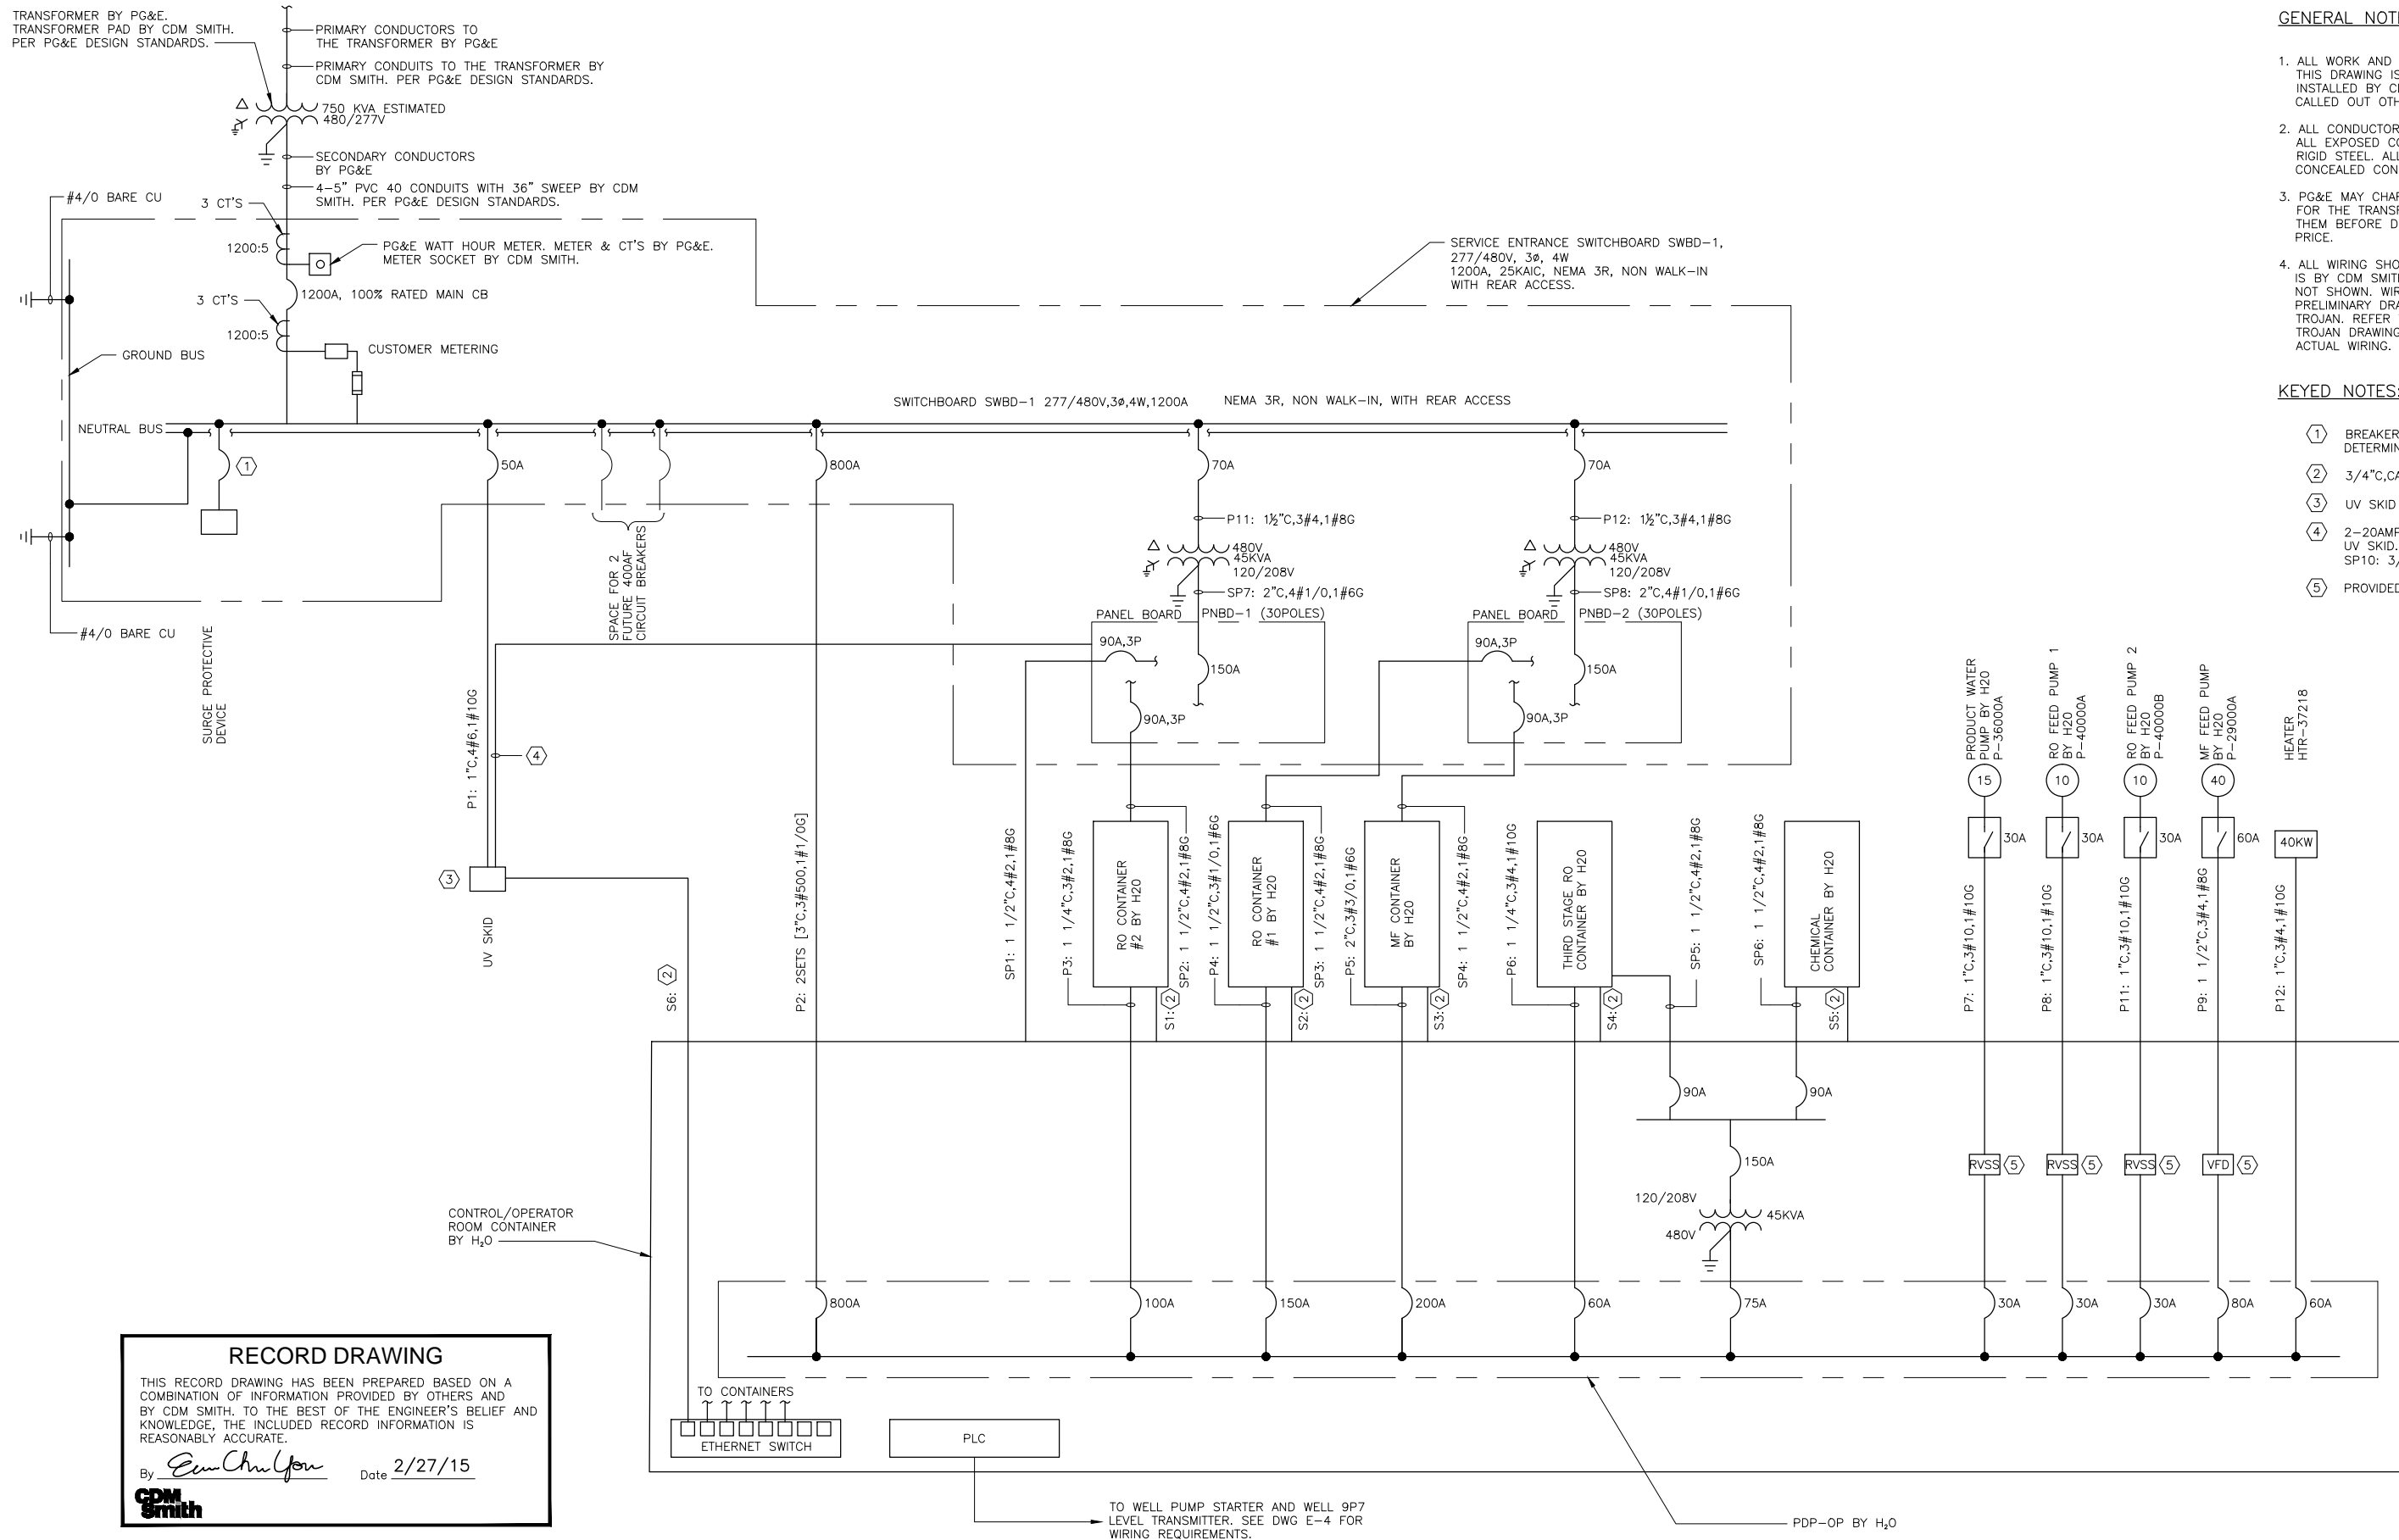 TRANSFORMER BY PG&E.
TRANSFORMER PAD BY CDM SMITH.
PER PG&E DESIGN STANDARDS.
PRIMARY CONDUCTORS TO
THE TRANSFORMER BY PG&E
PRIMARY CONDUITS TO THE TRANSFORMER BY
CDM SMITH. PER PG&E DESIGN STANDARDS.
750 KVA ESTIMATED
480/277V
SECONDARY CONDUCTORS
BY PG&E
4-5" PVC 40 CONDUITS WITH 36" SWEEP BY CDM
SMITH. PER PG&E DESIGN STANDARDS.
#4/0 BARE CU
3 CT'S
1200:5
PG&E WATT HOUR METER. METER & CT'S BY PG&E.
METER SOCKET BY CDM SMITH.
1200A, 100% RATED MAIN CB
3 CT'S
1200:5
CUSTOMER METERING
GROUND BUS
NEUTRAL BUS
#4/0 BARE CU
SERVICE ENTRANCE SWITCHBOARD SWBD-1,
277/480V, 3ø, 4W
1200A, 25KAIC, NEMA 3R, NON WALK-IN
WITH REAR ACCESS.
SWITCHBOARD SWBD-1 277/480V,3ø,4W,1200A
NEMA 3R, NON WALK-IN, WITH REAR ACCESS
1
50A
800A
70A
70A
SURGE PROTECTIVE
DEVICE
SPACE FOR 2
FUTURE 400AF
CIRCUIT BREAKERS
P11: 1½"C,3#4,1#8G
480V
45KVA
120/208V
SP7: 2"C,4#1/0,1#6G
PANEL BOARD PNBD-1 (30POLES)
90A,3P
150A
90A,3P
P12: 1½"C,3#4,1#8G
480V
45KVA
120/208V
SP8: 2"C,4#1/0,1#6G
PANEL BOARD PNBD-2 (30POLES)
90A,3P
150A
90A,3P
P1: 1"C,4#6,1#10G
4
3
UV SKID
S6: 2
P2: 2SETS [3"C,3#500,1#1/0G]
SP1: 1 1/2"C,4#2,1#8G
P3: 1 1/4"C,3#2,1#8G
RO CONTAINER
#2 BY H20
S1: 2
SP2: 1 1/2"C,4#2,1#8G
P4: 1 1/2"C,3#1/0,1#6G
RO CONTAINER
#1 BY H20
S2: 2
SP3: 1 1/2"C,4#2,1#8G
P5: 2"C,3#3/0,1#6G
MF CONTAINER
BY H20
S3: 2
SP4: 1 1/2"C,4#2,1#8G
P6: 1 1/4"C,3#4,1#10G
THIRD STAGE RO
CONTAINER BY H20
S4: 2
SP5: 1 1/2"C,4#2,1#8G
SP6: 1 1/2"C,4#2,1#8G
CHEMICAL
CONTAINER BY H20
S5: 2
90A
90A
150A
120/208V
45KVA
480V
PRODUCT WATER
PUMP BY H20
P-36000A
15
30A
P7: 1"C,3#10,1#10G
RVSS 5
RO FEED PUMP 1
BY H20
P-40000A
10
30A
P8: 1"C,3#10,1#10G
RVSS 5
RO FEED PUMP 2
BY H20
P-40000B
10
30A
P11: 1"C,3#10,1#10G
RVSS 5
MF FEED PUMP
BY H20
P-29000A
40
60A
P9: 1 1/2"C,3#4,1#8G
VFD 5
HEATER
HTR-37218
40KW
P12: 1"C,3#4,1#10G
CONTROL/OPERATOR
ROOM CONTAINER
BY H₂O
800A
100A
150A
200A
60A
75A
30A
30A
30A
80A
60A
TO CONTAINERS
ETHERNET SWITCH
PLC
TO WELL PUMP STARTER AND WELL 9P7
LEVEL TRANSMITTER. SEE DWG E-4 FOR
WIRING REQUIREMENTS.
PDP-OP BY H₂O
GENERAL NOT
1. ALL WORK AND
THIS DRAWING IS
INSTALLED BY C
CALLED OUT OTH
2. ALL CONDUCTOR
ALL EXPOSED CO
RIGID STEEL. ALL
CONCEALED CON
3. PG&E MAY CHA
FOR THE TRANSF
THEM BEFORE D
PRICE.
4. ALL WIRING SHO
IS BY CDM SMITH
NOT SHOWN. WIR
PRELIMINARY DRA
TROJAN. REFER
TROJAN DRAWING
ACTUAL WIRING.
KEYED NOTES:
1 BREAKER
DETERMIN
2 3/4"C,CA
3 UV SKID
4 2-20AMP
UV SKID.
SP10: 3/
5 PROVIDED
RECORD DRAWING
THIS RECORD DRAWING HAS BEEN PREPARED BASED ON A
COMBINATION OF INFORMATION PROVIDED BY OTHERS AND
BY CDM SMITH. TO THE BEST OF THE ENGINEER'S BELIEF AND
KNOWLEDGE, THE INCLUDED RECORD INFORMATION IS
REASONABLY ACCURATE.
By Date 2/27/15
CDM
Smith